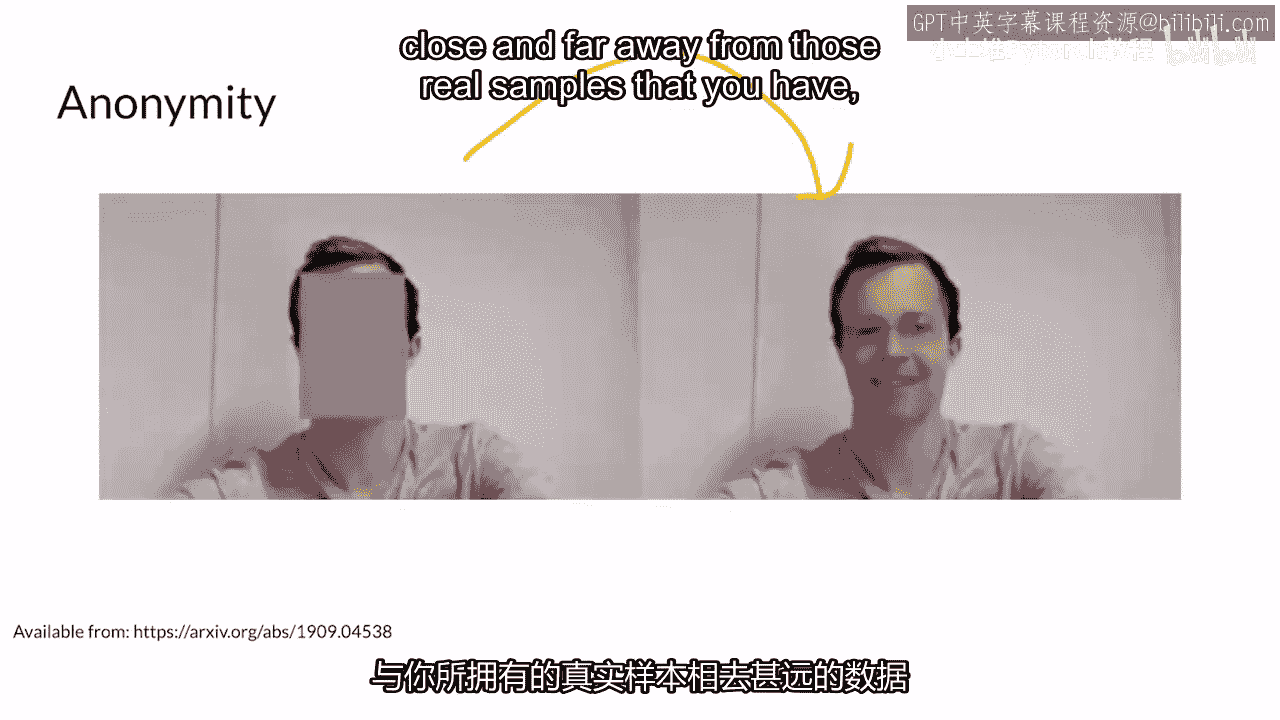 GPT中英字幕课程资源@bilibili.com
close and far away from those
real samples that you have,
Anonymity
Available from: https://arxiv.org/abs/1909.04538
与你所拥有的真实样本相去甚远的数据